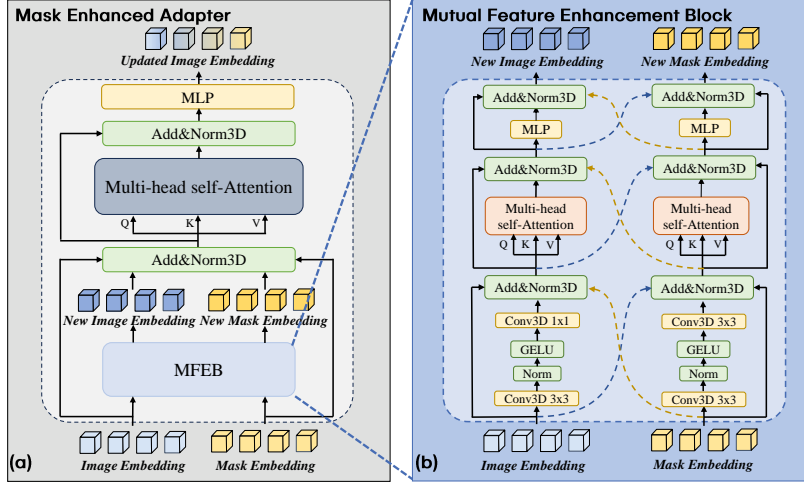 Mask Enhanced Adapter
Updated Image Embedding
MLP
Add&Norm3D
Multi-head self-Attention
Q K V
Add&Norm3D
New Image Embedding New Mask Embedding
MFEB
(a)
Image Embedding Mask Embedding
Mutual Feature Enhancement Block
New Image Embedding New Mask Embedding
Add&Norm3D Add&Norm3D
MLP MLP
Add&Norm3D Add&Norm3D
Multi-head self-Attention Multi-head self-Attention
Q K V Q K V
Add&Norm3D Add&Norm3D
Conv3D 1x1 Conv3D 3x3
GELU GELU
Norm Norm
Conv3D 3x3 Conv3D 3x3
(b)
Image Embedding Mask Embedding